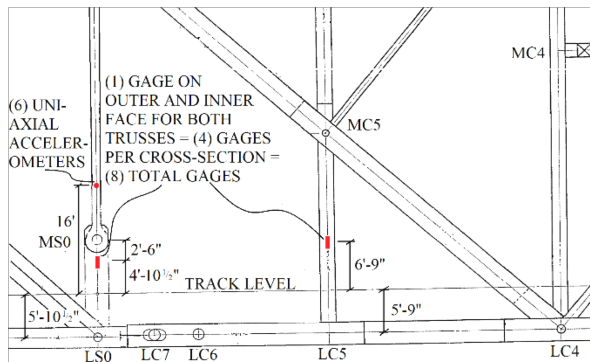 (6) UNI-
AXIAL
ACCELER-
OMETERS
(1) GAGE ON
OUTER AND INNER
FACE FOR BOTH
TRUSSES = (4) GAGES
PER CROSS-SECTION =
(8) TOTAL GAGES
MC4
MC5
16'
MS0
2'-6"
4'-10½"
6'-9"
TRACK LEVEL
5'-10½"
5'-9"
LS0
LC7
LC6
LC5
LC4